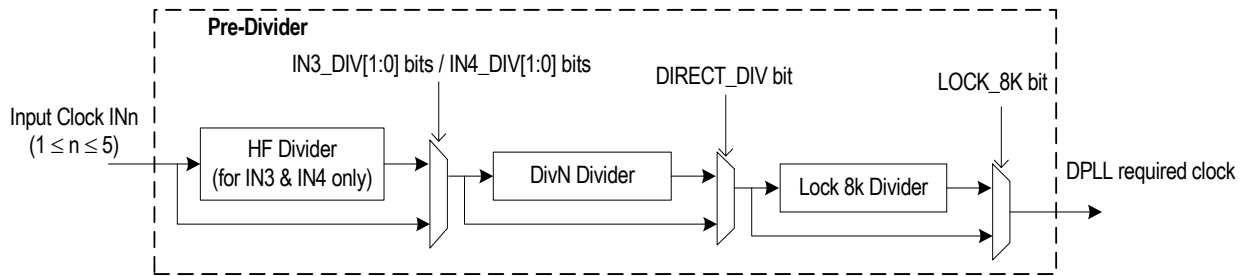 Pre-Divider
IN3_DIV[1:0] bits / IN4_DIV[1:0] bits
DIRECT_DIV bit
LOCK_8K bit
Input Clock INn
(1 ≤ n ≤ 5)
HF Divider
(for IN3 & IN4 only)
DivN Divider
Lock 8k Divider
DPLL required clock